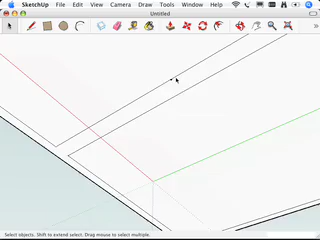 SketchUp File Edit View Camera Draw Tools Window Help
Untitled
Select objects. Shift to extend select. Drag mouse to select multiple.